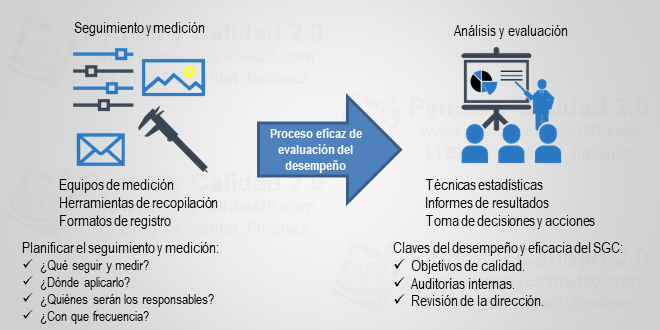 Seguimiento y medición
Análisis y evaluación
Proceso eficaz de
evaluación del
desempeño
Equipos de medición
Herramientas de recopilación
Formatos de registro
Técnicas estadísticas
Informes de resultados
Toma de decisiones y acciones
Planificar el seguimiento y medición:
✓ ¿Qué seguir y medir?
✓ ¿Dónde aplicarlo?
✓ ¿Quiénes serán los responsables?
✓ ¿Con que frecuencia?
Claves del desempeño y eficacia del SGC:
✓ Objetivos de calidad.
✓ Auditorías internas.
✓ Revisión de la dirección.